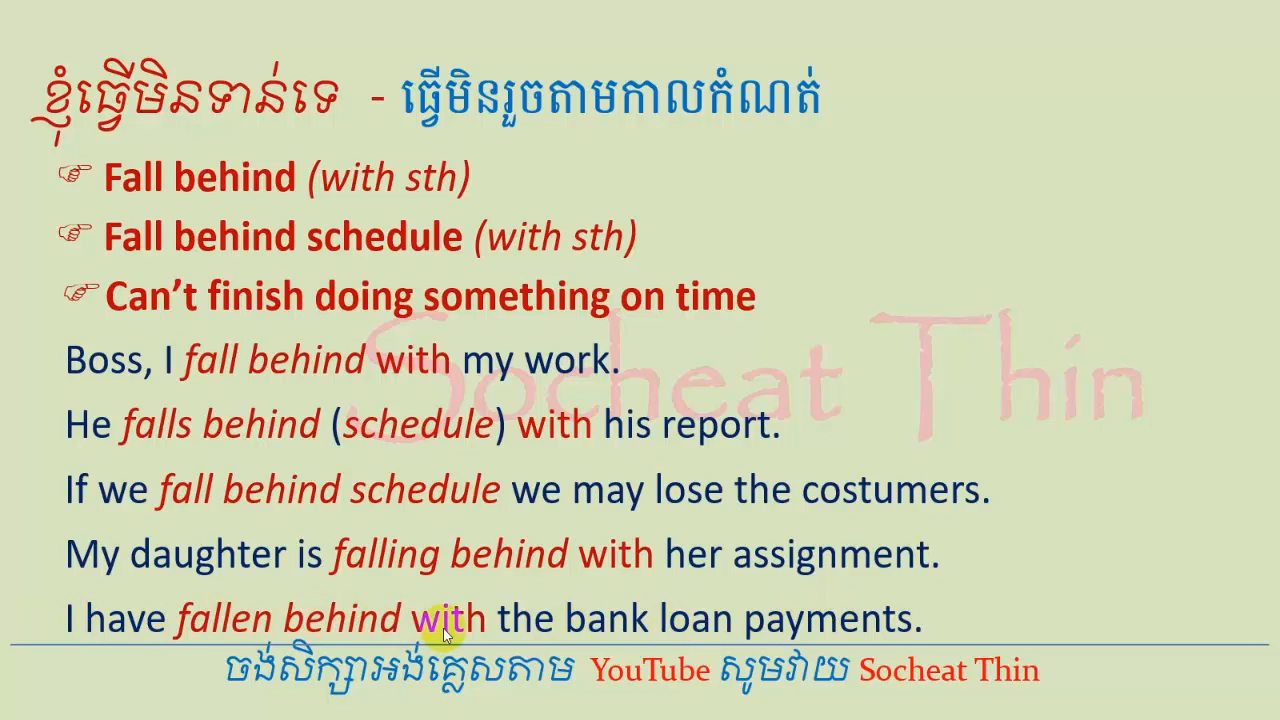 ខ្ញុំធ្វើមិនទាន់ទេ - ធ្វើមិនរួចតាមកាលកំណត់
☞ Fall behind (with sth)
☞ Fall behind schedule (with sth)
☞ Can’t finish doing something on time
Socheat Thin
Boss, I fall behind with my work.
He falls behind (schedule) with his report.
If we fall behind schedule we may lose the costumers.
My daughter is falling behind with her assignment.
I have fallen behind with the bank loan payments.
ចង់សិក្សាអង់គ្លេសតាម YouTube សូមវាយ Socheat Thin